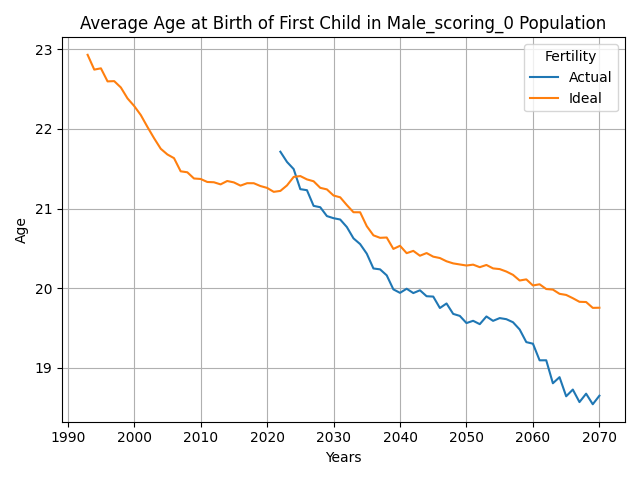 Average Age at Birth of First Child in Male_scoring_0 Population
Fertility
Actual
Ideal
23
22
21
20
19
Age
1990 2000 2010 2020 2030 2040 2050 2060 2070
Years